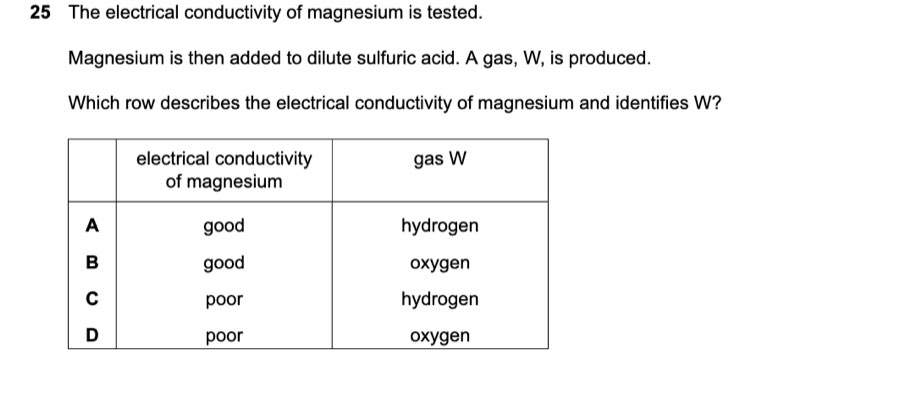 25 The electrical conductivity of magnesium is tested.
Magnesium is then added to dilute sulfuric acid. A gas, W, is produced.
Which row describes the electrical conductivity of magnesium and identifies W?
electrical conductivity of magnesium gas W
A good hydrogen
B good oxygen
C poor hydrogen
D poor oxygen